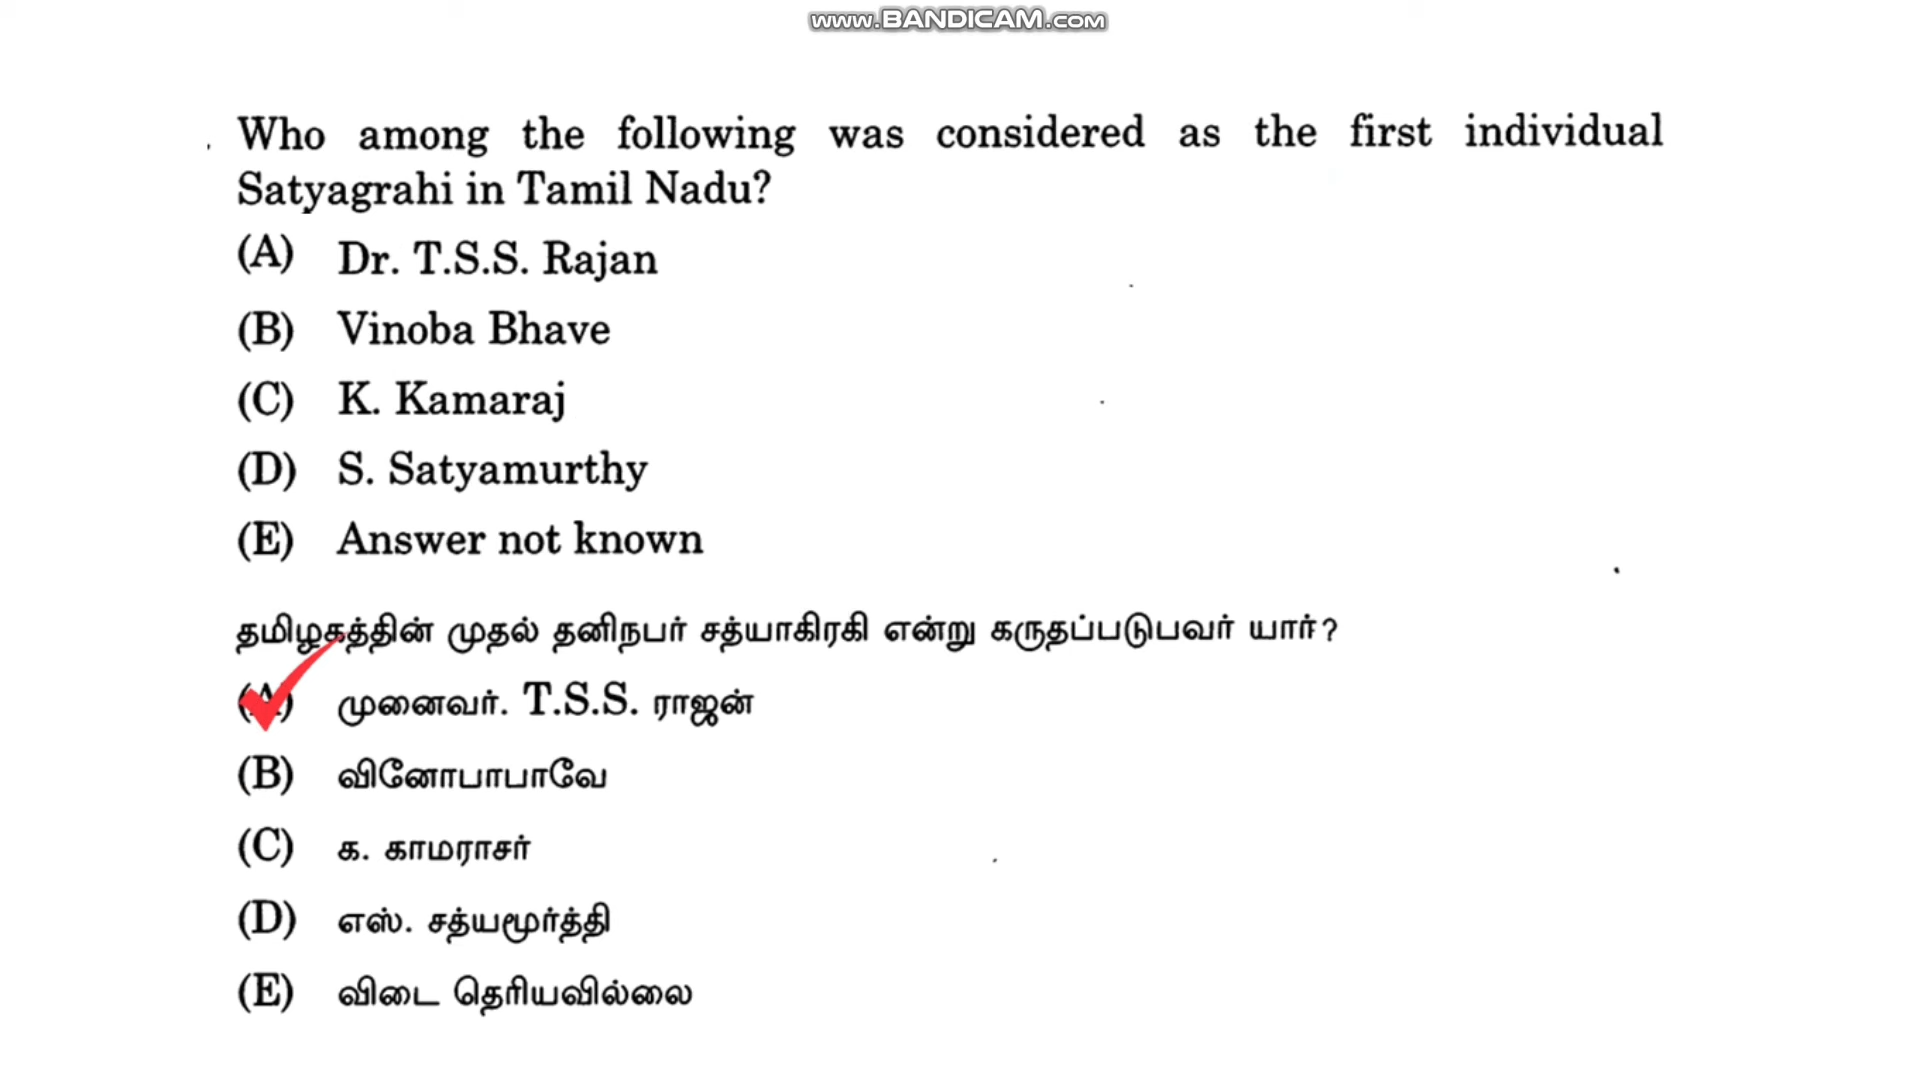 www.BANDICAM.com
Who among the following was considered as the first individual
Satyagrahi in Tamil Nadu?
(A) Dr. T.S.S. Rajan
(B) Vinoba Bhave
(C) K. Kamaraj
(D) S. Satyamurthy
(E) Answer not known
தமிழகத்தின் முதல் தனிநபர் சத்யாகிரகி என்று கருதப்படுபவர் யார்?
(A) முனைவர். T.S.S. ராஜன்
(B) வினோபாபாவே
(C) க. காமராசர்
(D) எஸ். சத்யமூர்த்தி
(E) விடை தெரியவில்லை